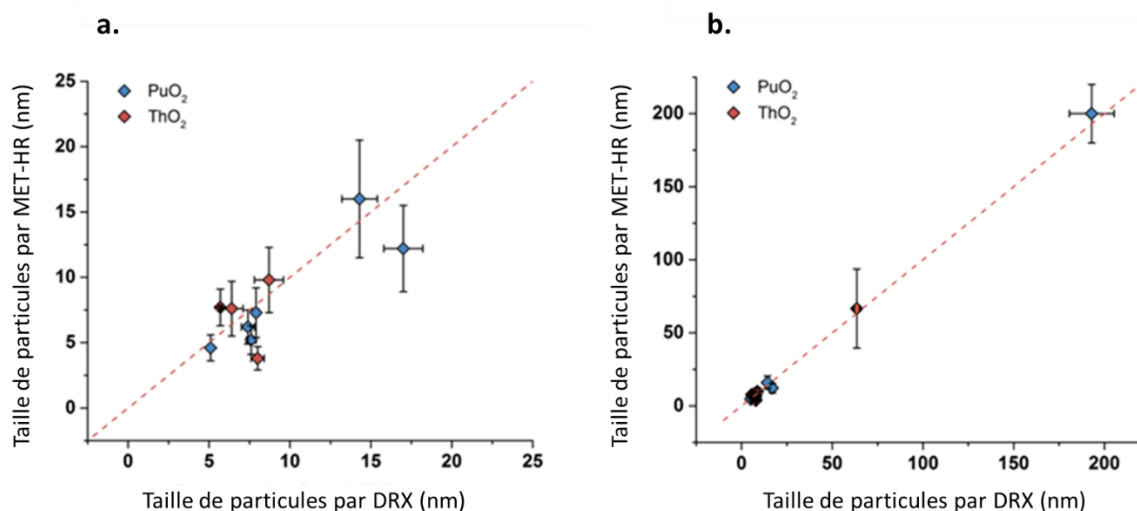 a.
Taille de particules par MET-HR (nm)
25
20
15
10
5
0
PuO₂
ThO₂
0 5 10 15 20 25
Taille de particules par DRX (nm)
b.
Taille de particules par MET-HR (nm)
200
150
100
50
0
PuO₂
ThO₂
0 50 100 150 200
Taille de particules par DRX (nm)